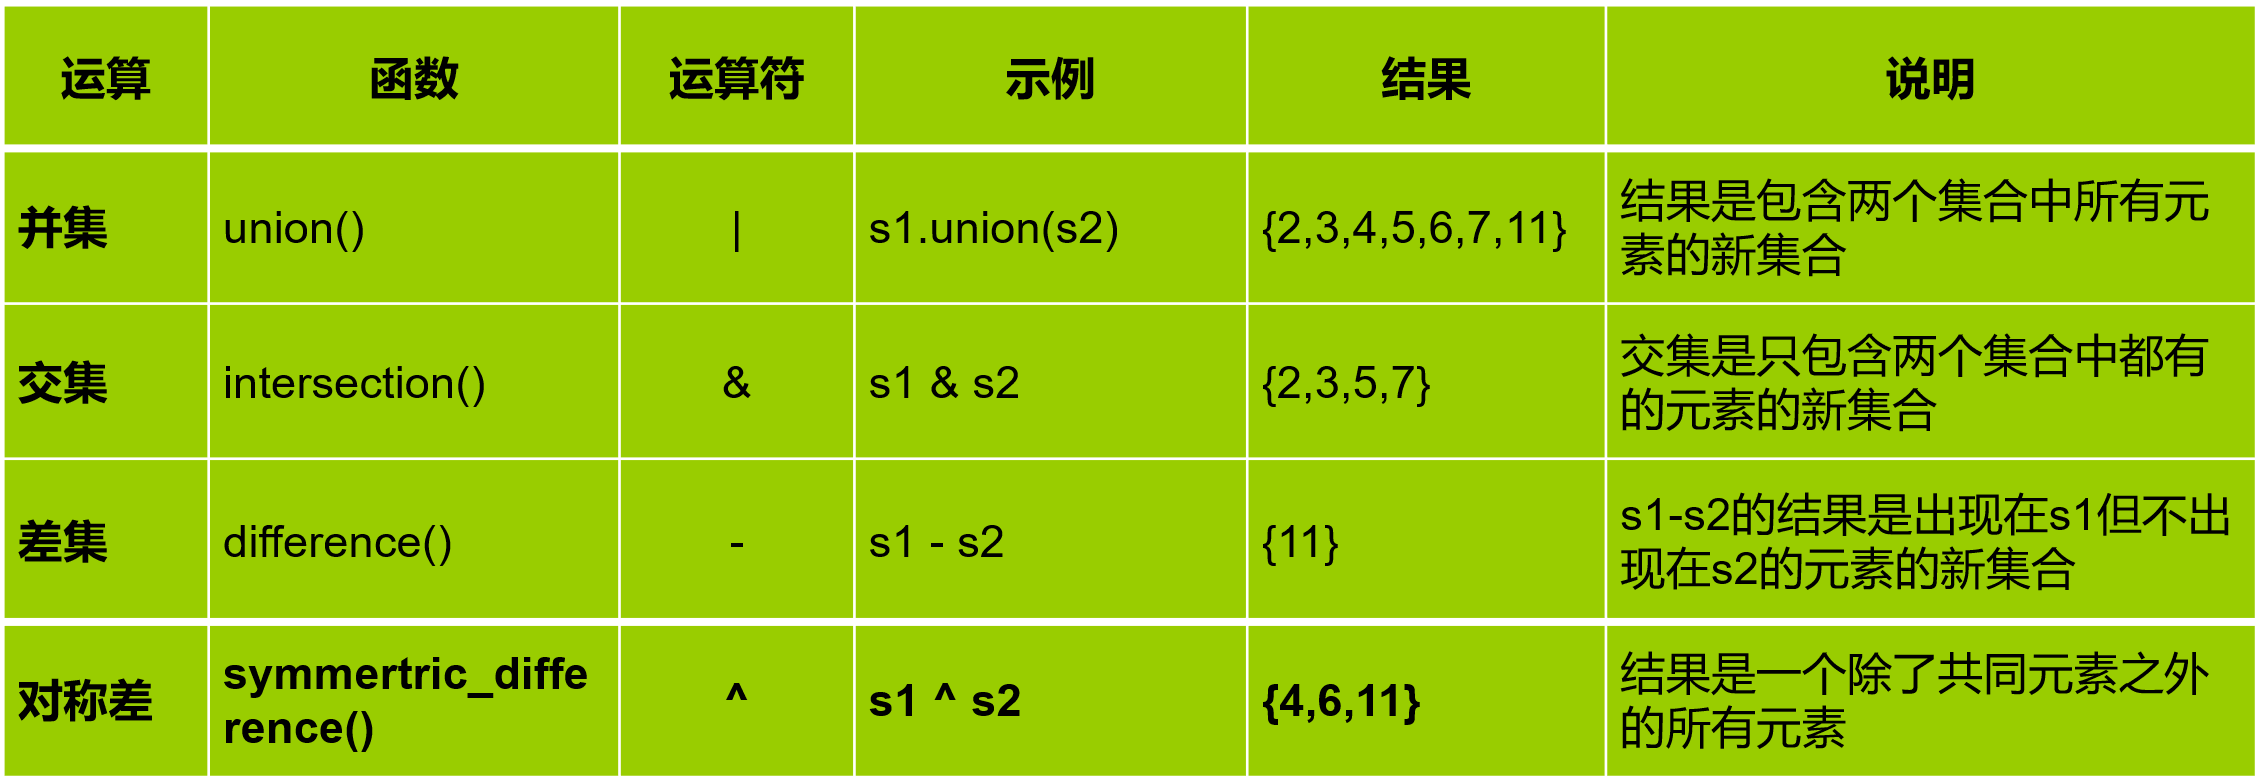 运算 函数 运算符 示例 结果 说明
并集 union() | s1.union(s2) {2,3,4,5,6,7,11} 结果是包含两个集合中所有元
素的新集合
交集 intersection() & s1 & s2 {2,3,5,7} 交集是只包含两个集合中都有
的元素的新集合
差集 difference() - s1 - s2 {11} s1-s2的结果是出现在s1但不出
现在s2的元素的新集合
对称差 symmertric_diffe
rence() ^ s1 ^ s2 {4,6,11} 结果是一个除了共同元素之外
的所有元素